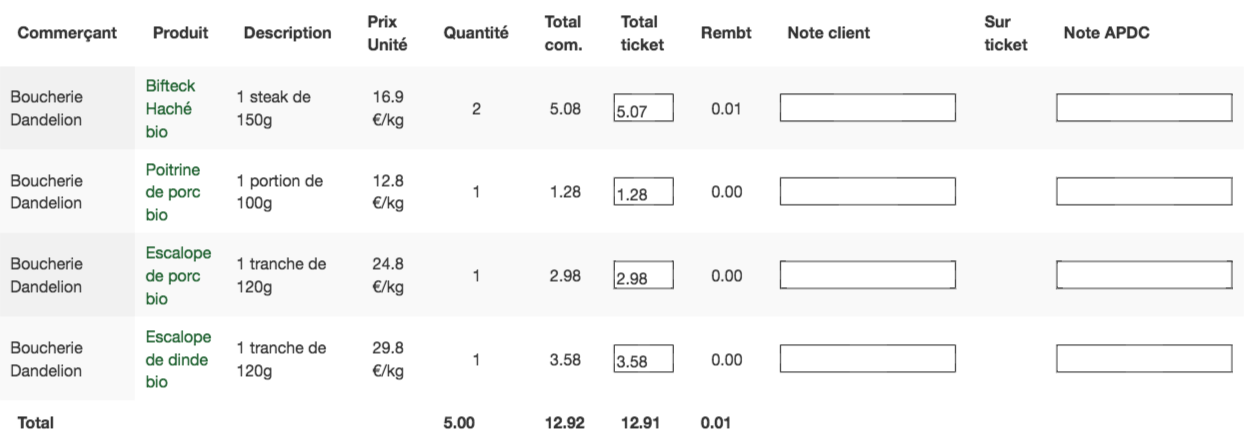 Commerçant Produit Description Prix Unité Quantité Total com. Total ticket Rembt Note client Sur ticket Note APDC
Boucherie Dandelion Bifteck Haché bio 1 steak de 150g 16.9 €/kg 2 5.08 5.07 0.01
Boucherie Dandelion Poitrine de porc bio 1 portion de 100g 12.8 €/kg 1 1.28 1.28 0.00
Boucherie Dandelion Escalope de porc bio 1 tranche de 120g 24.8 €/kg 1 2.98 2.98 0.00
Boucherie Dandelion Escalope de dinde bio 1 tranche de 120g 29.8 €/kg 1 3.58 3.58 0.00
Total 5.00 12.92 12.91 0.01